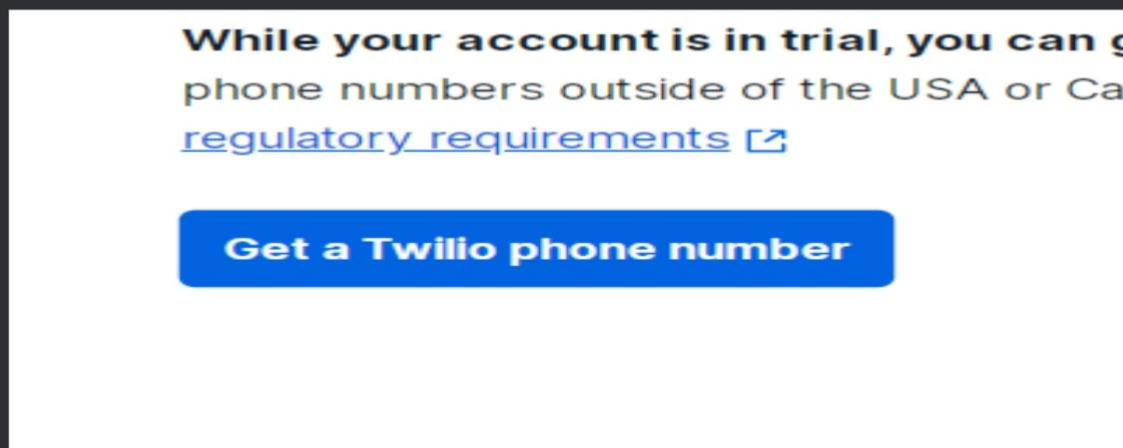 While your account is in trial, you can
phone numbers outside of the USA or
regulatory requirements
Get a Twilio phone number